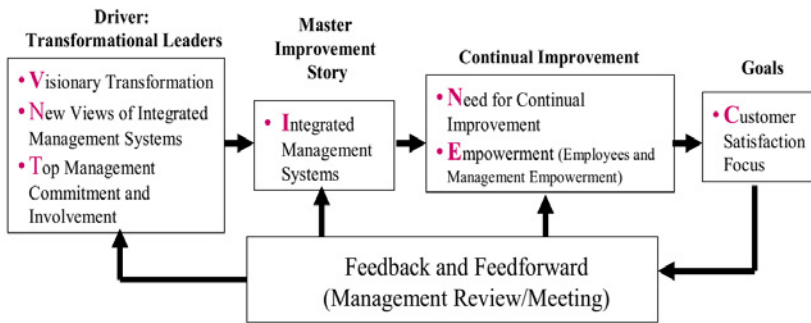 Driver:
Transformational Leaders
• Visionary Transformation
• New Views of Integrated
Management Systems
• Top Management
Commitment and
Involvement
Master
Improvement
Story
• Integrated
Management
Systems
Continual Improvement
• Need for Continual
Improvement
• Empowerment (Employees and
Management Empowerment)
Goals
• Customer
Satisfaction
Focus
Feedback and Feedforward
(Management Review/Meeting)